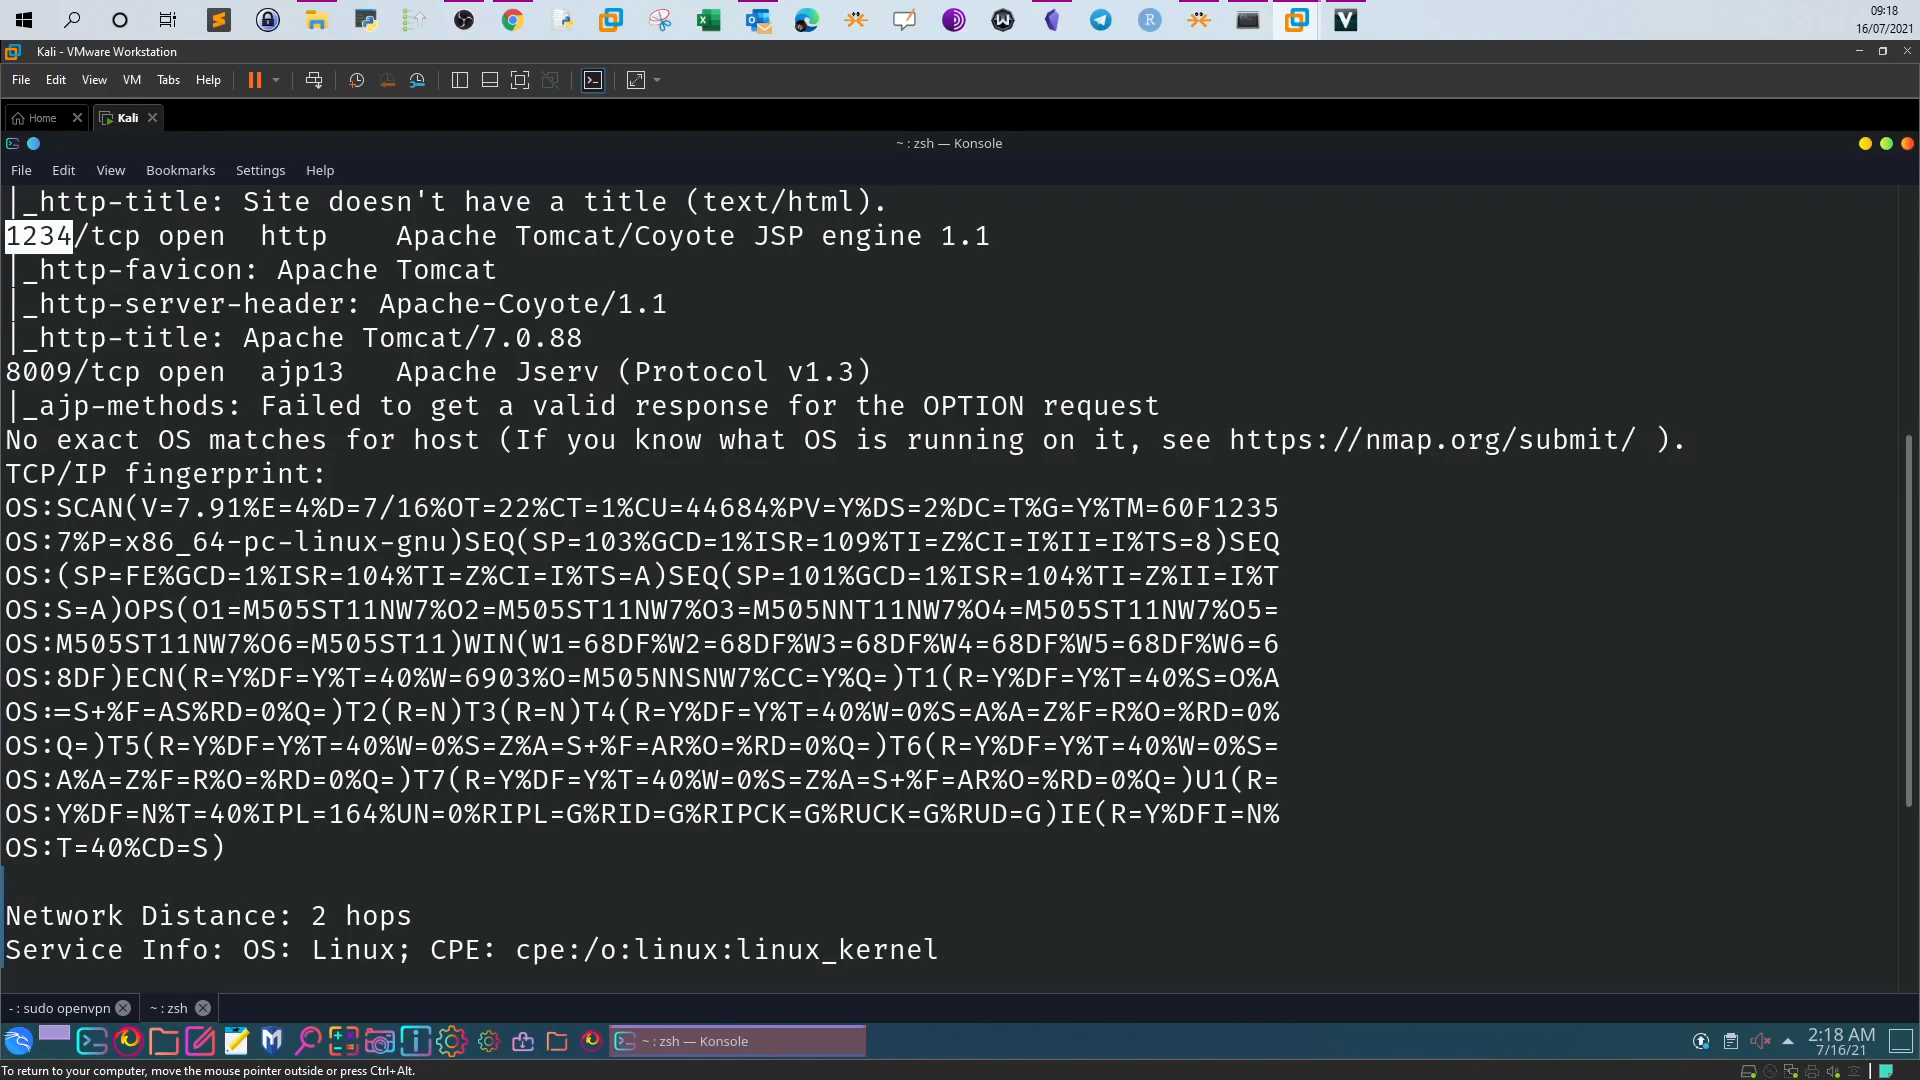 09:18
16/07/2021
Kali - VMware Workstation
File Edit View VM Tabs Help
Home Kali
~ : zsh — Konsole
File Edit View Bookmarks Settings Help
|_http-title: Site doesn't have a title (text/html).
1234/tcp open  http    Apache Tomcat/Coyote JSP engine 1.1
|_http-favicon: Apache Tomcat
|_http-server-header: Apache-Coyote/1.1
|_http-title: Apache Tomcat/7.0.88
8009/tcp open  ajp13   Apache Jserv (Protocol v1.3)
|_ajp-methods: Failed to get a valid response for the OPTION request
No exact OS matches for host (If you know what OS is running on it, see https://nmap.org/submit/ ).
TCP/IP fingerprint:
OS:SCAN(V=7.91%E=4%D=7/16%OT=22%CT=1%CU=44684%PV=Y%DS=2%DC=T%G=Y%TM=60F1235
OS:7%P=x86_64-pc-linux-gnu)SEQ(SP=103%GCD=1%ISR=109%TI=Z%CI=I%II=I%TS=8)SEQ
OS:(SP=FE%GCD=1%ISR=104%TI=Z%CI=I%TS=A)SEQ(SP=101%GCD=1%ISR=104%TI=Z%II=I%T
OS:S=A)OPS(O1=M505ST11NW7%O2=M505ST11NW7%O3=M505NNT11NW7%O4=M505ST11NW7%O5=
OS:M505ST11NW7%O6=M505ST11)WIN(W1=68DF%W2=68DF%W3=68DF%W4=68DF%W5=68DF%W6=6
OS:8DF)ECN(R=Y%DF=Y%T=40%W=6903%O=M505NNSNW7%CC=Y%Q=)T1(R=Y%DF=Y%T=40%S=O%A
OS:=S+%F=AS%RD=0%Q=)T2(R=N)T3(R=N)T4(R=Y%DF=Y%T=40%W=0%S=A%A=Z%F=R%O=%RD=0%
OS:Q=)T5(R=Y%DF=Y%T=40%W=0%S=Z%A=S+%F=AR%O=%RD=0%Q=)T6(R=Y%DF=Y%T=40%W=0%S=
OS:A%A=Z%F=R%O=%RD=0%Q=)T7(R=Y%DF=Y%T=40%W=0%S=Z%A=S+%F=AR%O=%RD=0%Q=)U1(R=
OS:Y%DF=N%T=40%IPL=164%UN=0%RIPL=G%RID=G%RIPCK=G%RUCK=G%RUD=G)IE(R=Y%DFI=N%
OS:T=40%CD=S)
Network Distance: 2 hops
Service Info: OS: Linux; CPE: cpe:/o:linux:linux_kernel
- : sudo openvpn ~ : zsh
~ : zsh — Konsole
2:18 AM
7/16/21
To return to your computer, move the mouse pointer outside or press Ctrl+Alt.